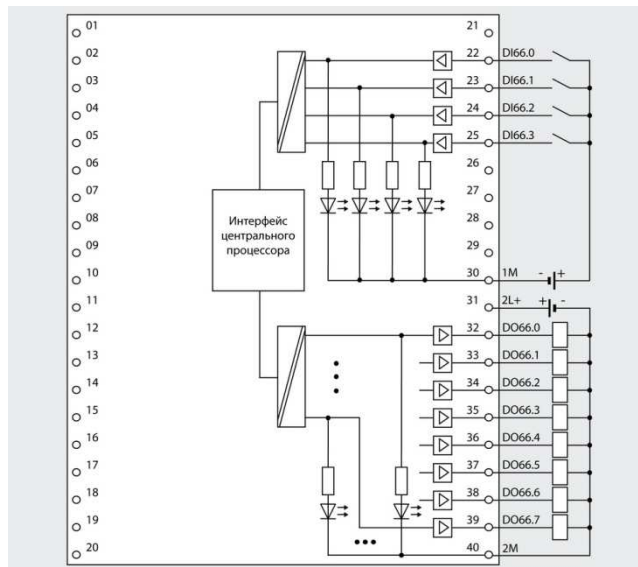 01 21
02 22 DI66.0
03 23 DI66.1
04 24 DI66.2
05 25 DI66.3
06 26
07 27
08 28
09 29
10 30 1M - +
11 31 2L+ + -
12 32 DO66.0
13 33 DO66.1
14 34 DO66.2
15 35 DO66.3
16 36 DO66.4
17 37 DO66.5
18 38 DO66.6
19 39 DO66.7
20 40 2M
Интерфейс
центрального
процессора